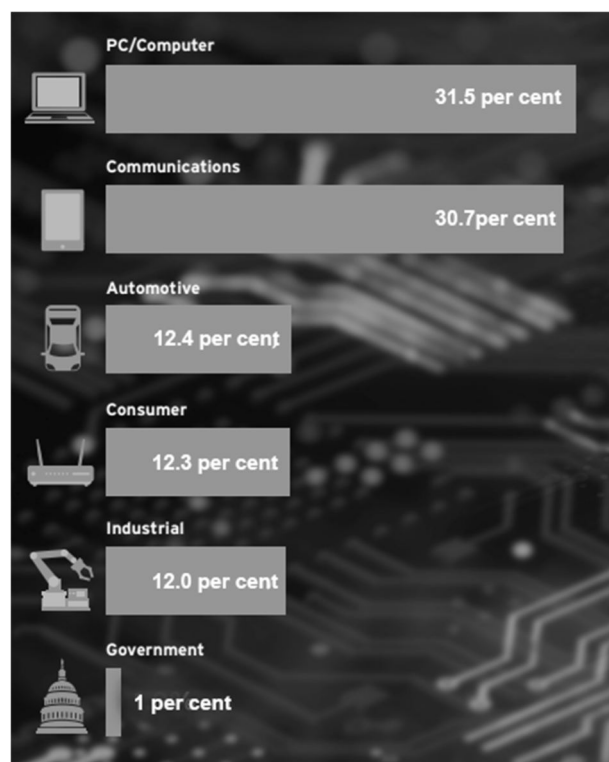 PC/Computer
31.5 per cent
Communications
30.7per cent
Automotive
12.4 per cent
Consumer
12.3 per cent
Industrial
12.0 per cent
Government
1 per cent